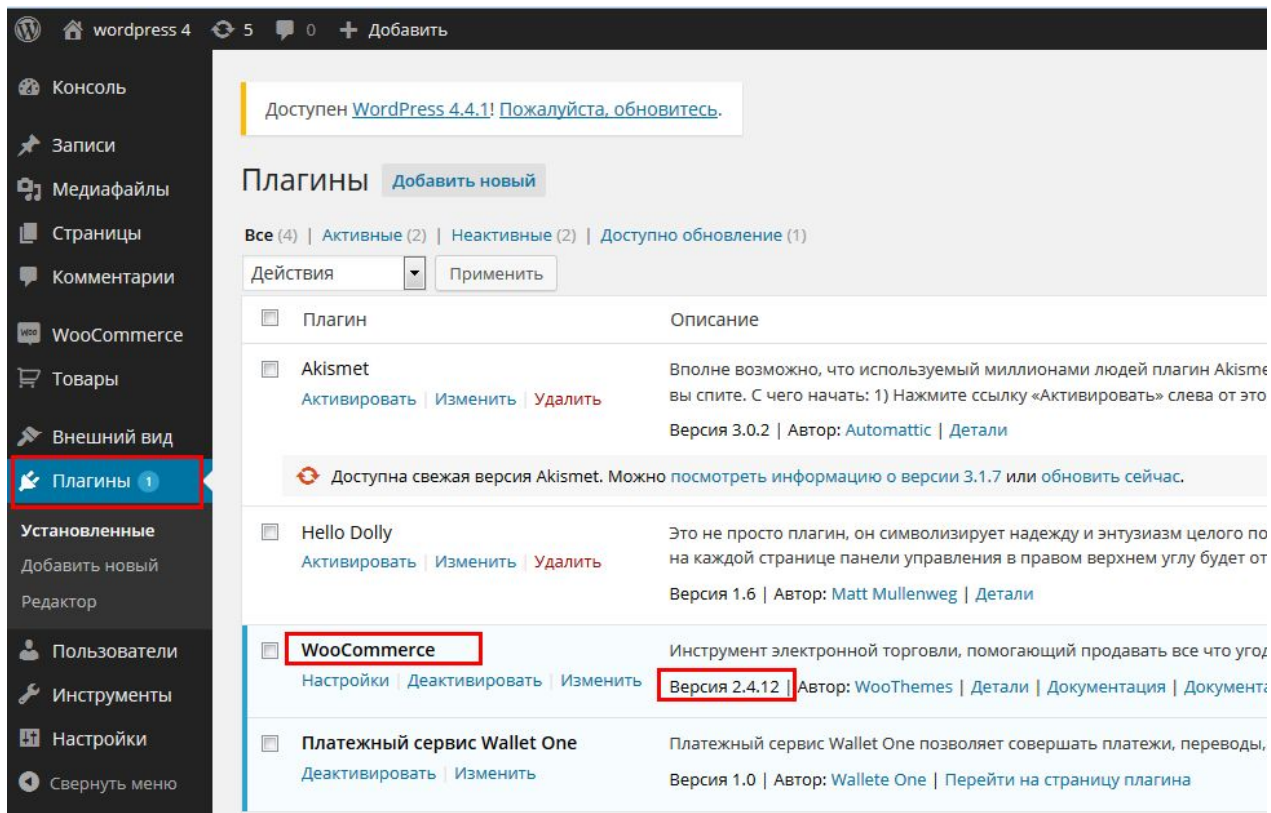 wordpress 4 5 0 + Добавить
Консоль
Записи
Медиафайлы
Страницы
Комментарии
WooCommerce
Товары
Внешний вид
Плагины 1
Установленные
Добавить новый
Редактор
Пользователи
Инструменты
Настройки
Свернуть меню
Доступен WordPress 4.4.1! Пожалуйста, обновитесь.
Плагины Добавить новый
Все (4) | Активные (2) | Неактивные (2) | Доступно обновление (1)
Действия Применить
Плагин Описание
Akismet
Активировать | Изменить | Удалить
Вполне возможно, что используемый миллионами людей плагин Akisme
вы спите. С чего начать: 1) Нажмите ссылку «Активировать» слева от это
Версия 3.0.2 | Автор: Automattic | Детали
Доступна свежая версия Akismet. Можно посмотреть информацию о версии 3.1.7 или обновить сейчас.
Hello Dolly
Активировать | Изменить | Удалить
Это не просто плагин, он символизирует надежду и энтузиазм целого по
на каждой странице панели управления в правом верхнем углу будет от
Версия 1.6 | Автор: Matt Mullenweg | Детали
WooCommerce
Настройки | Деактивировать | Изменить
Инструмент электронной торговли, помогающий продавать все что угод
Версия 2.4.12 | Автор: WooThemes | Детали | Документация | Документа
Платежный сервис Wallet One
Деактивировать | Изменить
Платежный сервис Wallet One позволяет совершать платежи, переводы,
Версия 1.0 | Автор: Wallete One | Перейти на страницу плагина